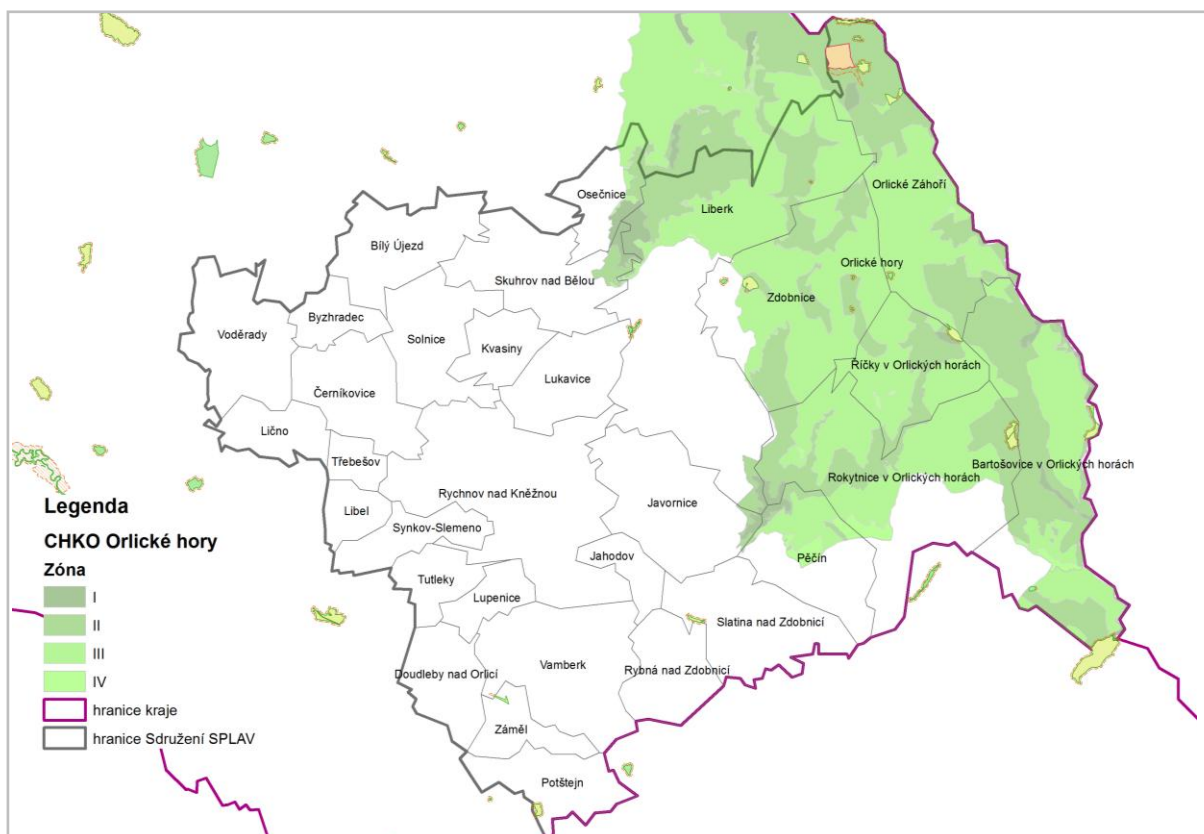 Osečnice
Orlické Záhoří
Liberk
Bílý Újezd
Orlické hory
Skuhrov nad Bělou
Zdobnice
Byzhradec
Voděrady
Solnice
Kvasiny
Říčky v Orlických horách
Lukavice
Černíkovice
Lično
Třebešov
Bartošovice v Orlických horách
Rokytnice v Orlických horách
Rychnov nad Kněžnou
Javornice
Libel
Synkov-Slemeno
Jahodov
Pěčín
Tutleky
Lupenice
Slatina nad Zdobnicí
Vamberk
Rybná nad Zdobnicí
Doudleby nad Orlicí
Záměl
Potštejn
Legenda
CHKO Orlické hory
Zóna
I
II
III
IV
hranice kraje
hranice Sdružení SPLAV